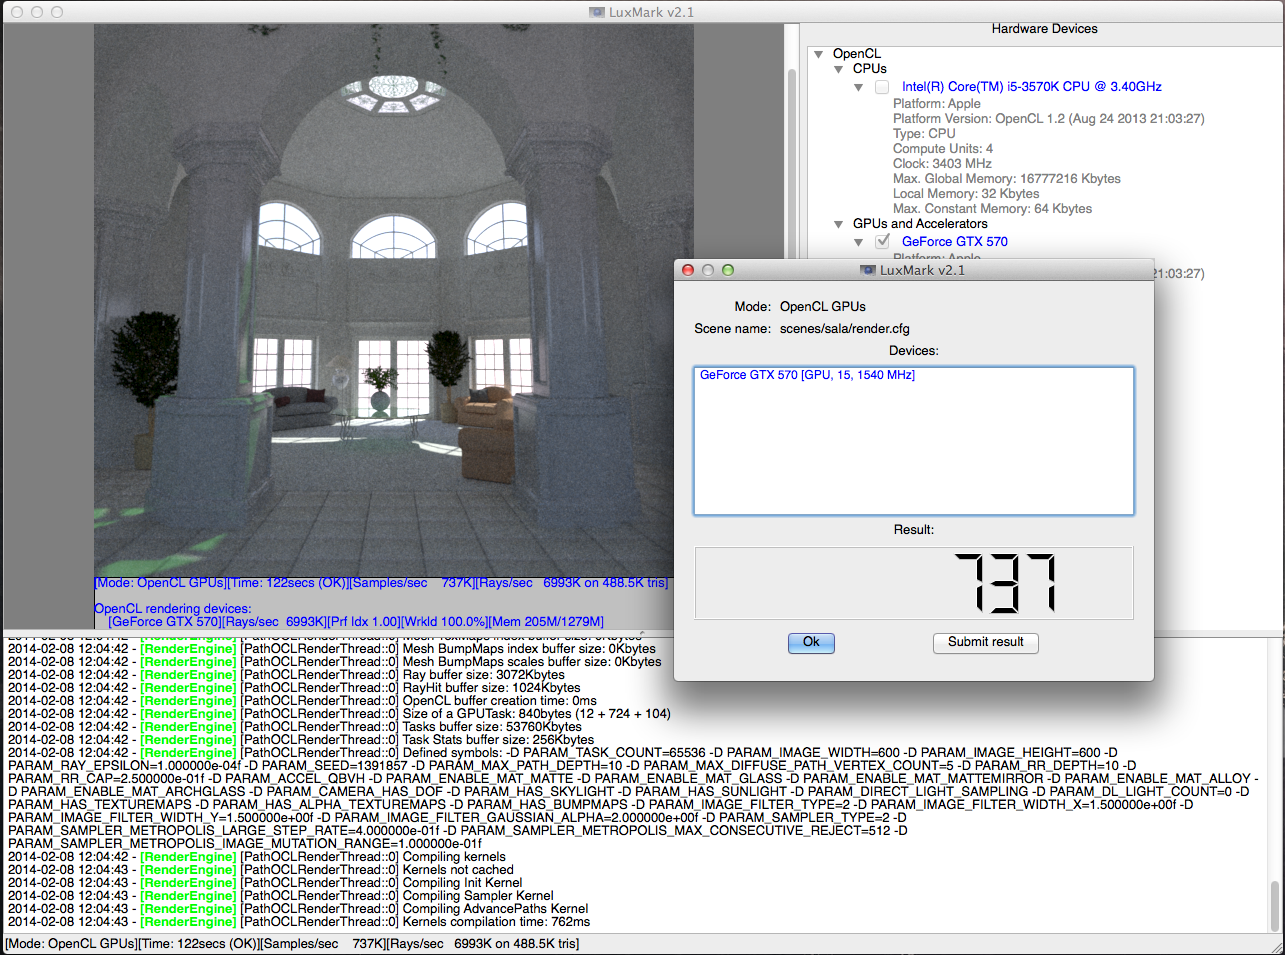 LuxMark v2.1
Hardware Devices
OpenCL
CPUs
Intel(R) Core(TM) i5-3570K CPU @ 3.40GHz
Platform: Apple
Platform Version: OpenCL 1.2 (Aug 24 2013 21:03:27)
Type: CPU
Compute Units: 4
Clock: 3403 MHz
Max. Global Memory: 16777216 Kbytes
Local Memory: 32 Kbytes
Max. Constant Memory: 64 Kbytes
GPUs and Accelerators
GeForce GTX 570
Platform: Apple
21:03:27)
LuxMark v2.1
Mode: OpenCL GPUs
Scene name: scenes/sala/render.cfg
Devices:
GeForce GTX 570 [GPU, 15, 1540 MHz]
Result:
737
Ok
Submit result
[Mode: OpenCL GPUs][Time: 122secs (OK)][Samples/sec 737K][Rays/sec 6993K on 488.5K tris]
OpenCL rendering devices:
[GeForce GTX 570][Rays/sec 6993K][Prf Idx 1.00][Wrkld 100.0%][Mem 205M/1279M]
2014-02-08 12:04:42 - [RenderEngine] [PathOCLRenderThread::0] Mesh TexMaps index buffer size: 0Kbytes
2014-02-08 12:04:42 - [RenderEngine] [PathOCLRenderThread::0] Mesh BumpMaps index buffer size: 0Kbytes
2014-02-08 12:04:42 - [RenderEngine] [PathOCLRenderThread::0] Mesh BumpMaps scales buffer size: 0Kbytes
2014-02-08 12:04:42 - [RenderEngine] [PathOCLRenderThread::0] Ray buffer size: 3072Kbytes
2014-02-08 12:04:42 - [RenderEngine] [PathOCLRenderThread::0] RayHit buffer size: 1024Kbytes
2014-02-08 12:04:42 - [RenderEngine] [PathOCLRenderThread::0] OpenCL buffer creation time: 0ms
2014-02-08 12:04:42 - [RenderEngine] [PathOCLRenderThread::0] Size of a GPUTask: 840bytes (12 + 724 + 104)
2014-02-08 12:04:42 - [RenderEngine] [PathOCLRenderThread::0] Tasks buffer size: 53760Kbytes
2014-02-08 12:04:42 - [RenderEngine] [PathOCLRenderThread::0] Task Stats buffer size: 256Kbytes
2014-02-08 12:04:42 - [RenderEngine] [PathOCLRenderThread::0] Defined symbols: -D PARAM_TASK_COUNT=65536 -D PARAM_IMAGE_WIDTH=600 -D PARAM_IMAGE_HEIGHT=600 -D
PARAM_RAY_EPSILON=1.000000e-04f -D PARAM_SEED=1391857 -D PARAM_MAX_PATH_DEPTH=10 -D PARAM_MAX_DIFFUSE_PATH_VERTEX_COUNT=5 -D PARAM_RR_DEPTH=10 -D
PARAM_RR_CAP=2.500000e-01f -D PARAM_ACCEL_QBVH -D PARAM_ENABLE_MAT_MATTE -D PARAM_ENABLE_MAT_GLASS -D PARAM_ENABLE_MAT_MATTEMIRROR -D PARAM_ENABLE_MAT_ALLOY -
D PARAM_ENABLE_MAT_ARCHGLASS -D PARAM_CAMERA_HAS_DOF -D PARAM_HAS_SKYLIGHT -D PARAM_HAS_SUNLIGHT -D PARAM_DIRECT_LIGHT_SAMPLING -D PARAM_DL_LIGHT_COUNT=0 -D
PARAM_HAS_TEXTUREMAPS -D PARAM_HAS_ALPHA_TEXTUREMAPS -D PARAM_HAS_BUMPMAPS -D PARAM_IMAGE_FILTER_TYPE=2 -D PARAM_IMAGE_FILTER_WIDTH_X=1.500000e+00f -D
PARAM_IMAGE_FILTER_WIDTH_Y=1.500000e+00f -D PARAM_IMAGE_FILTER_GAUSSIAN_ALPHA=2.000000e+00f -D PARAM_SAMPLER_TYPE=2 -D
PARAM_SAMPLER_METROPOLIS_LARGE_STEP_RATE=4.000000e-01f -D PARAM_SAMPLER_METROPOLIS_MAX_CONSECUTIVE_REJECT=512 -D
PARAM_SAMPLER_METROPOLIS_IMAGE_MUTATION_RANGE=1.000000e-01f
2014-02-08 12:04:42 - [RenderEngine] [PathOCLRenderThread::0] Compiling kernels
2014-02-08 12:04:43 - [RenderEngine] [PathOCLRenderThread::0] Kernels not cached
2014-02-08 12:04:43 - [RenderEngine] [PathOCLRenderThread::0] Compiling Init Kernel
2014-02-08 12:04:43 - [RenderEngine] [PathOCLRenderThread::0] Compiling Sampler Kernel
2014-02-08 12:04:43 - [RenderEngine] [PathOCLRenderThread::0] Compiling AdvancePaths Kernel
2014-02-08 12:04:43 - [RenderEngine] [PathOCLRenderThread::0] Kernels compilation time: 762ms
[Mode: OpenCL GPUs][Time: 122secs (OK)][Samples/sec 737K][Rays/sec 6993K on 488.5K tris]